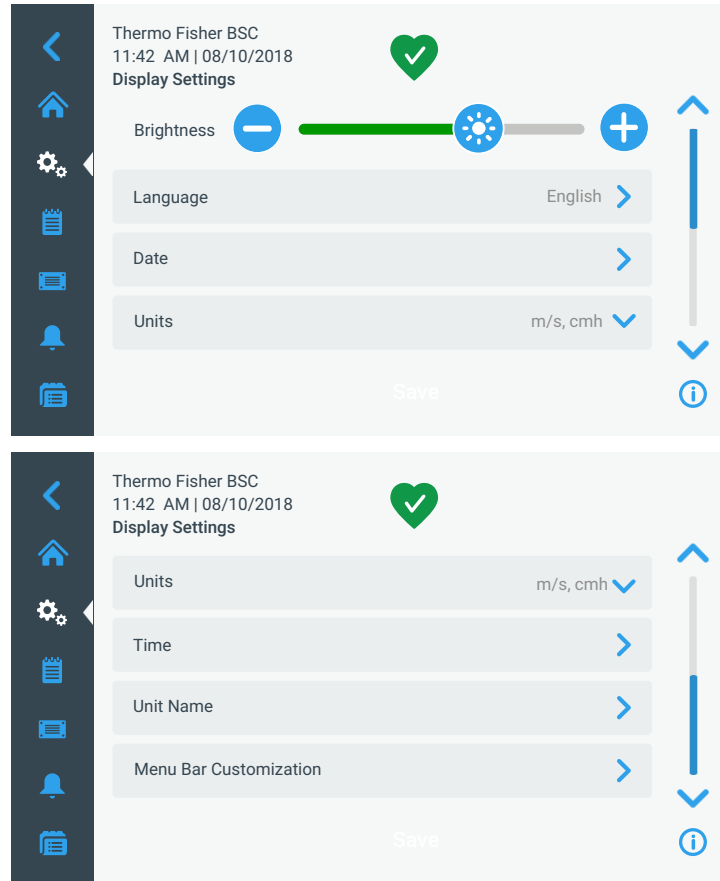 Thermo Fisher BSC
11:42 AM | 08/10/2018
Display Settings
Brightness
Language English
Date
Units m/s, cmh
Save
Thermo Fisher BSC
11:42 AM | 08/10/2018
Display Settings
Units m/s, cmh
Time
Unit Name
Menu Bar Customization
Save